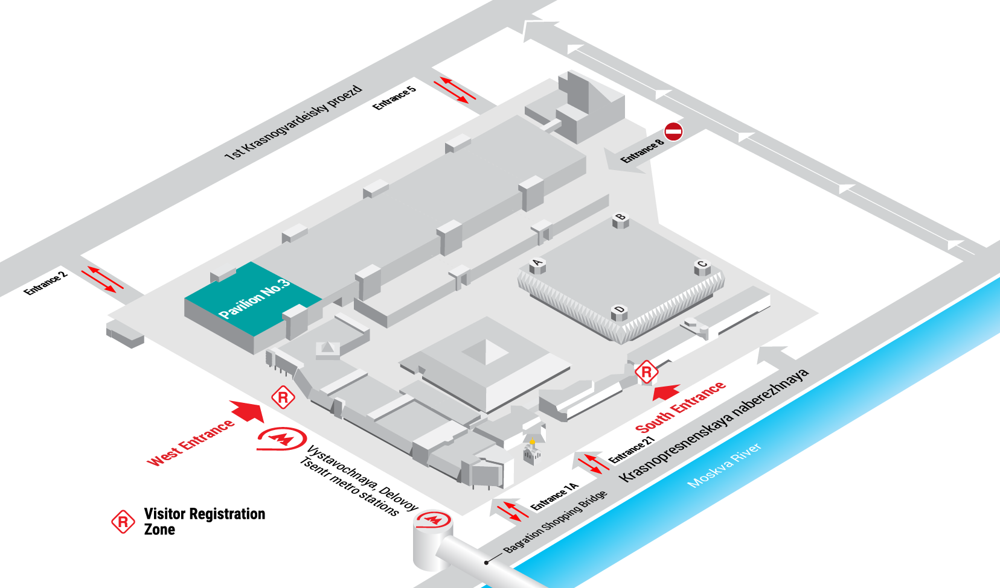 1st Krasnogvardeisky proezd
Entrance 5
Entrance 8
Entrance 2
Pavilion No.3
A
B
C
D
R
R
West Entrance
South Entrance
Vystavochnaya, Delovoy
Tsentr metro stations
Entrance 21
Entrance 1A
Krasnopresnenskaya naberezhnaya
Moskva River
Bagration Shopping Bridge
R
Visitor Registration
Zone